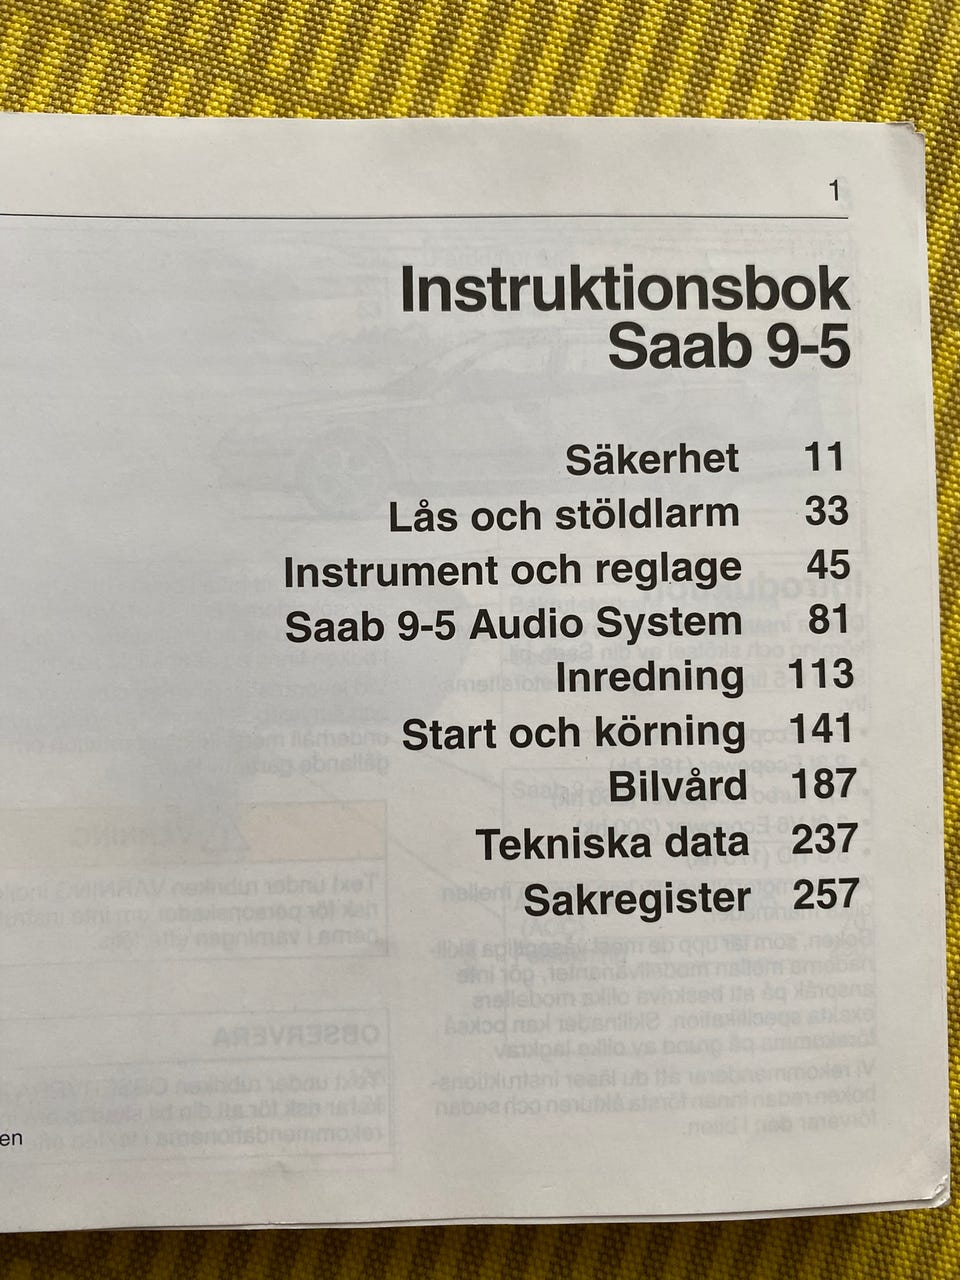 1
Instruktionsbok
Saab 9-5
Säkerhet 11
Lås och stöldlarm 33
Instrument och reglage 45
Saab 9-5 Audio System 81
Inredning 113
Start och körning 141
Bilvård 187
Tekniska data 237
Sakregister 257
en